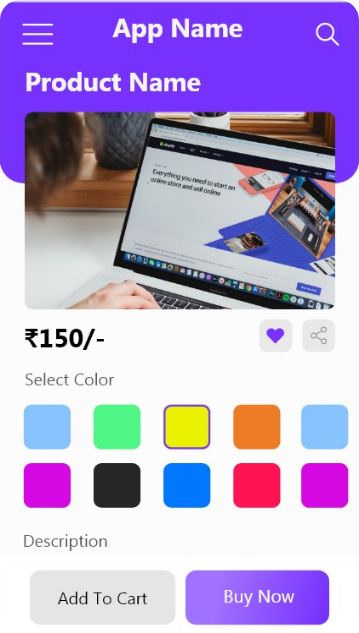 App Name
Product Name
shopify
Everything you need to start an
online store and sell online
₹150/-
Select Color
Description
Add To Cart
Buy Now